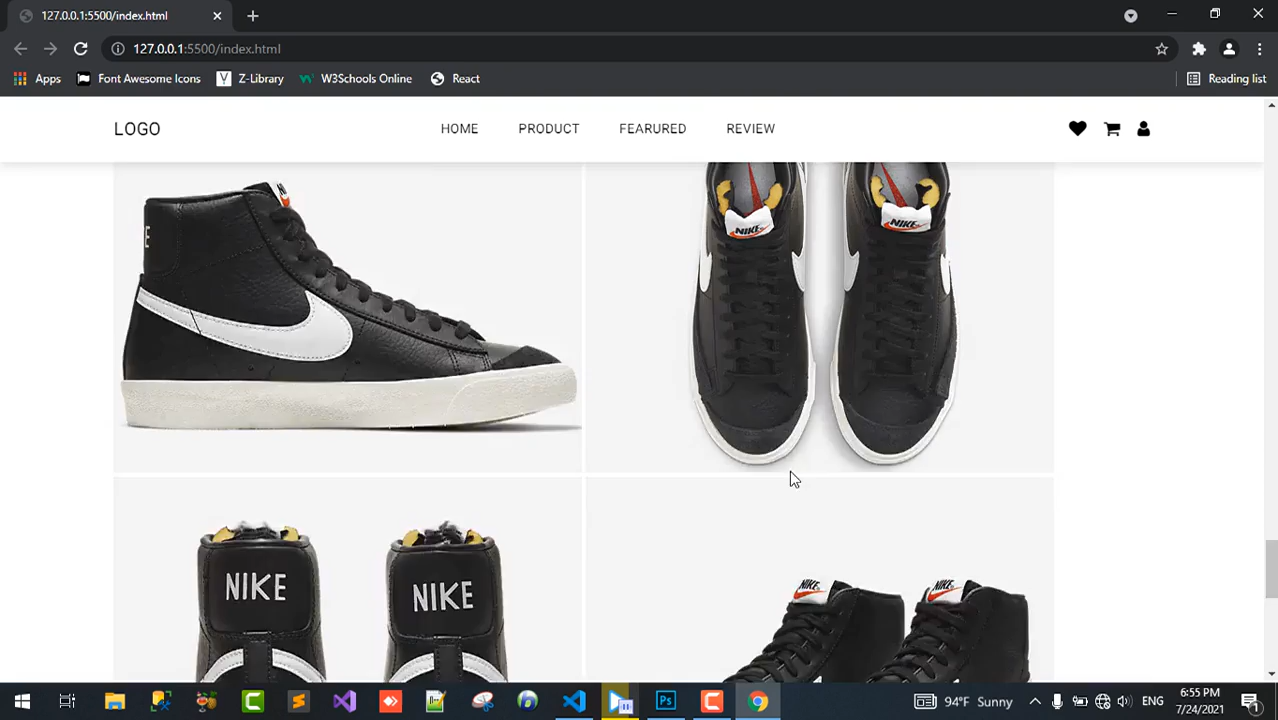 127.0.0.1:5500/index.html
127.0.0.1:5500/index.html
Apps Font Awesome Icons Z-Library W3Schools Online React Reading list
LOGO HOME PRODUCT FEARURED REVIEW
NIKE NIKE
NIKE NIKE
NIKE NIKE
94°F Sunny ENG 6:55 PM
7/24/2021